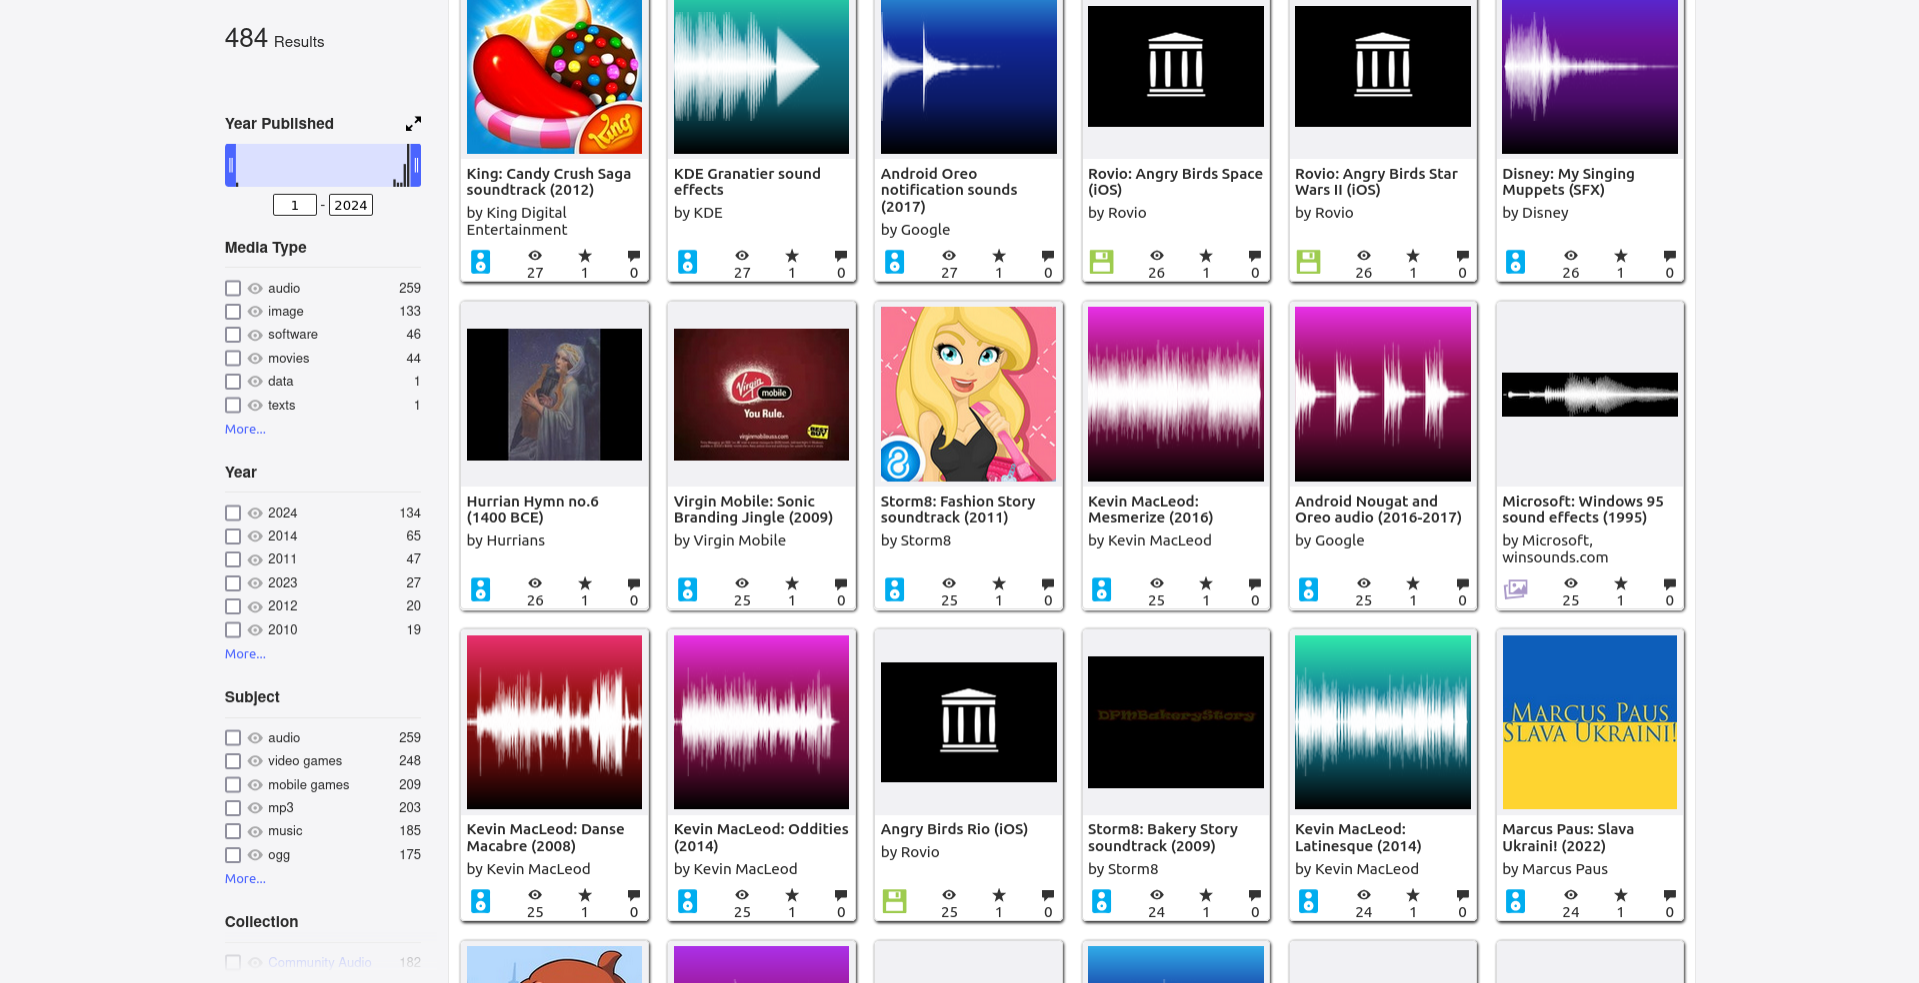 484 Results
Year Published
1 - 2024
Media Type
audio 259
image 133
software 46
movies 44
data 1
texts 1
More...
Year
2024 134
2014 65
2011 47
2023 27
2012 20
2010 19
More...
Subject
audio 259
video games 248
mobile games 209
mp3 203
music 185
ogg 175
More...
Collection
Community Audio 182
King
King: Candy Crush Saga
soundtrack (2012)
by King Digital
Entertainment
27 1 0
KDE Granatier sound
effects
by KDE
27 1 0
Android Oreo
notification sounds
(2017)
by Google
27 1 0
Rovio: Angry Birds Space
(iOS)
by Rovio
26 1 0
Rovio: Angry Birds Star
Wars II (iOS)
by Rovio
26 1 0
Disney: My Singing
Muppets (SFX)
by Disney
26 1 0
Hurrian Hymn no.6
(1400 BCE)
by Hurrians
26 1 0
Virgin
mobile
You Rule.
virginmobileusa.com
BEST BUY
Virgin Mobile: Sonic
Branding Jingle (2009)
by Virgin Mobile
25 1 0
Storm8: Fashion Story
soundtrack (2011)
by Storm8
25 1 0
Kevin MacLeod:
Mesmerize (2016)
by Kevin MacLeod
25 1 0
Android Nougat and
Oreo audio (2016-2017)
by Google
25 1 0
Microsoft: Windows 95
sound effects (1995)
by Microsoft,
winsounds.com
25 1 0
Kevin MacLeod: Danse
Macabre (2008)
by Kevin MacLeod
25 1 0
Kevin MacLeod: Oddities
(2014)
by Kevin MacLeod
25 1 0
Angry Birds Rio (iOS)
by Rovio
25 1 0
DPMBakeryStory
Storm8: Bakery Story
soundtrack (2009)
by Storm8
24 1 0
Kevin MacLeod:
Latinesque (2014)
by Kevin MacLeod
24 1 0
MARCUS PAUS
SLAVA UKRAINI!
Marcus Paus: Slava
Ukraini! (2022)
by Marcus Paus
24 1 0